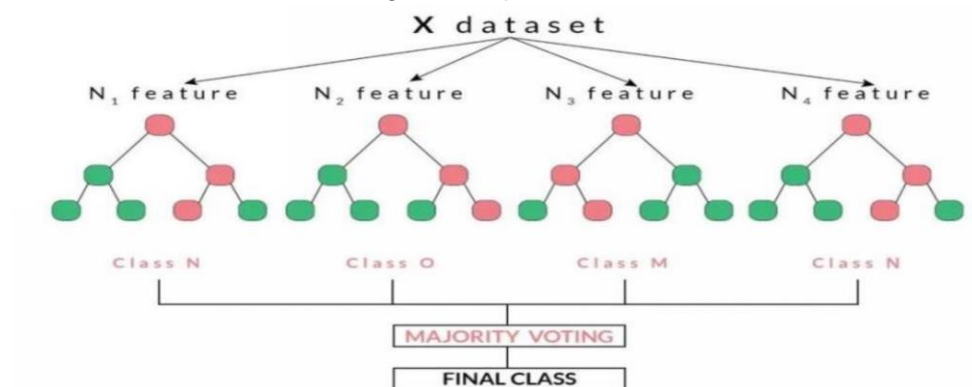 X dataset
N₁ feature N₂ feature N₃ feature N₄ feature
Class N Class O Class M Class N
MAJORITY VOTING
FINAL CLASS